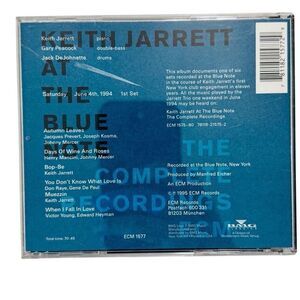 KEITH JARRETT
AT
THE
BLUE
NOTE
THE
COMPLETE
RECORDINGS
Keith Jarrett piano
Gary Peacock double-bass
Jack DeJohnette drums
Saturday, June 4th, 1994 1st Set
Autumn Leaves
Jacques Prevert, Joseph Kosma,
Johnny Mercer
Days Of Wine And Roses
Henry Mancini, Johnny Mercer
Bop-Be
Keith Jarrett
You Don't Know What Love Is
Don Raye, Gene De Paul
Muezzin
Keith Jarrett
When I Fall In Love
Victor Young, Edward Heyman
This album documents one of six
sets recorded at the Blue Note in
the course of Keith Jarrett's first
New York club engagement in eleven
years. All the music played by the
Jarrett Trio one weekend in June
1994 may be heard on:
Keith Jarrett At The Blue Note
The Complete Recordings
ECM 1575-80
Recorded at the Blue Note, New York
Produced by Manfred Eicher
An ECM Production
℗ © 1995 ECM Records
ECM Records
Postfach 600 331
81203 München
ECM 1577
BMG